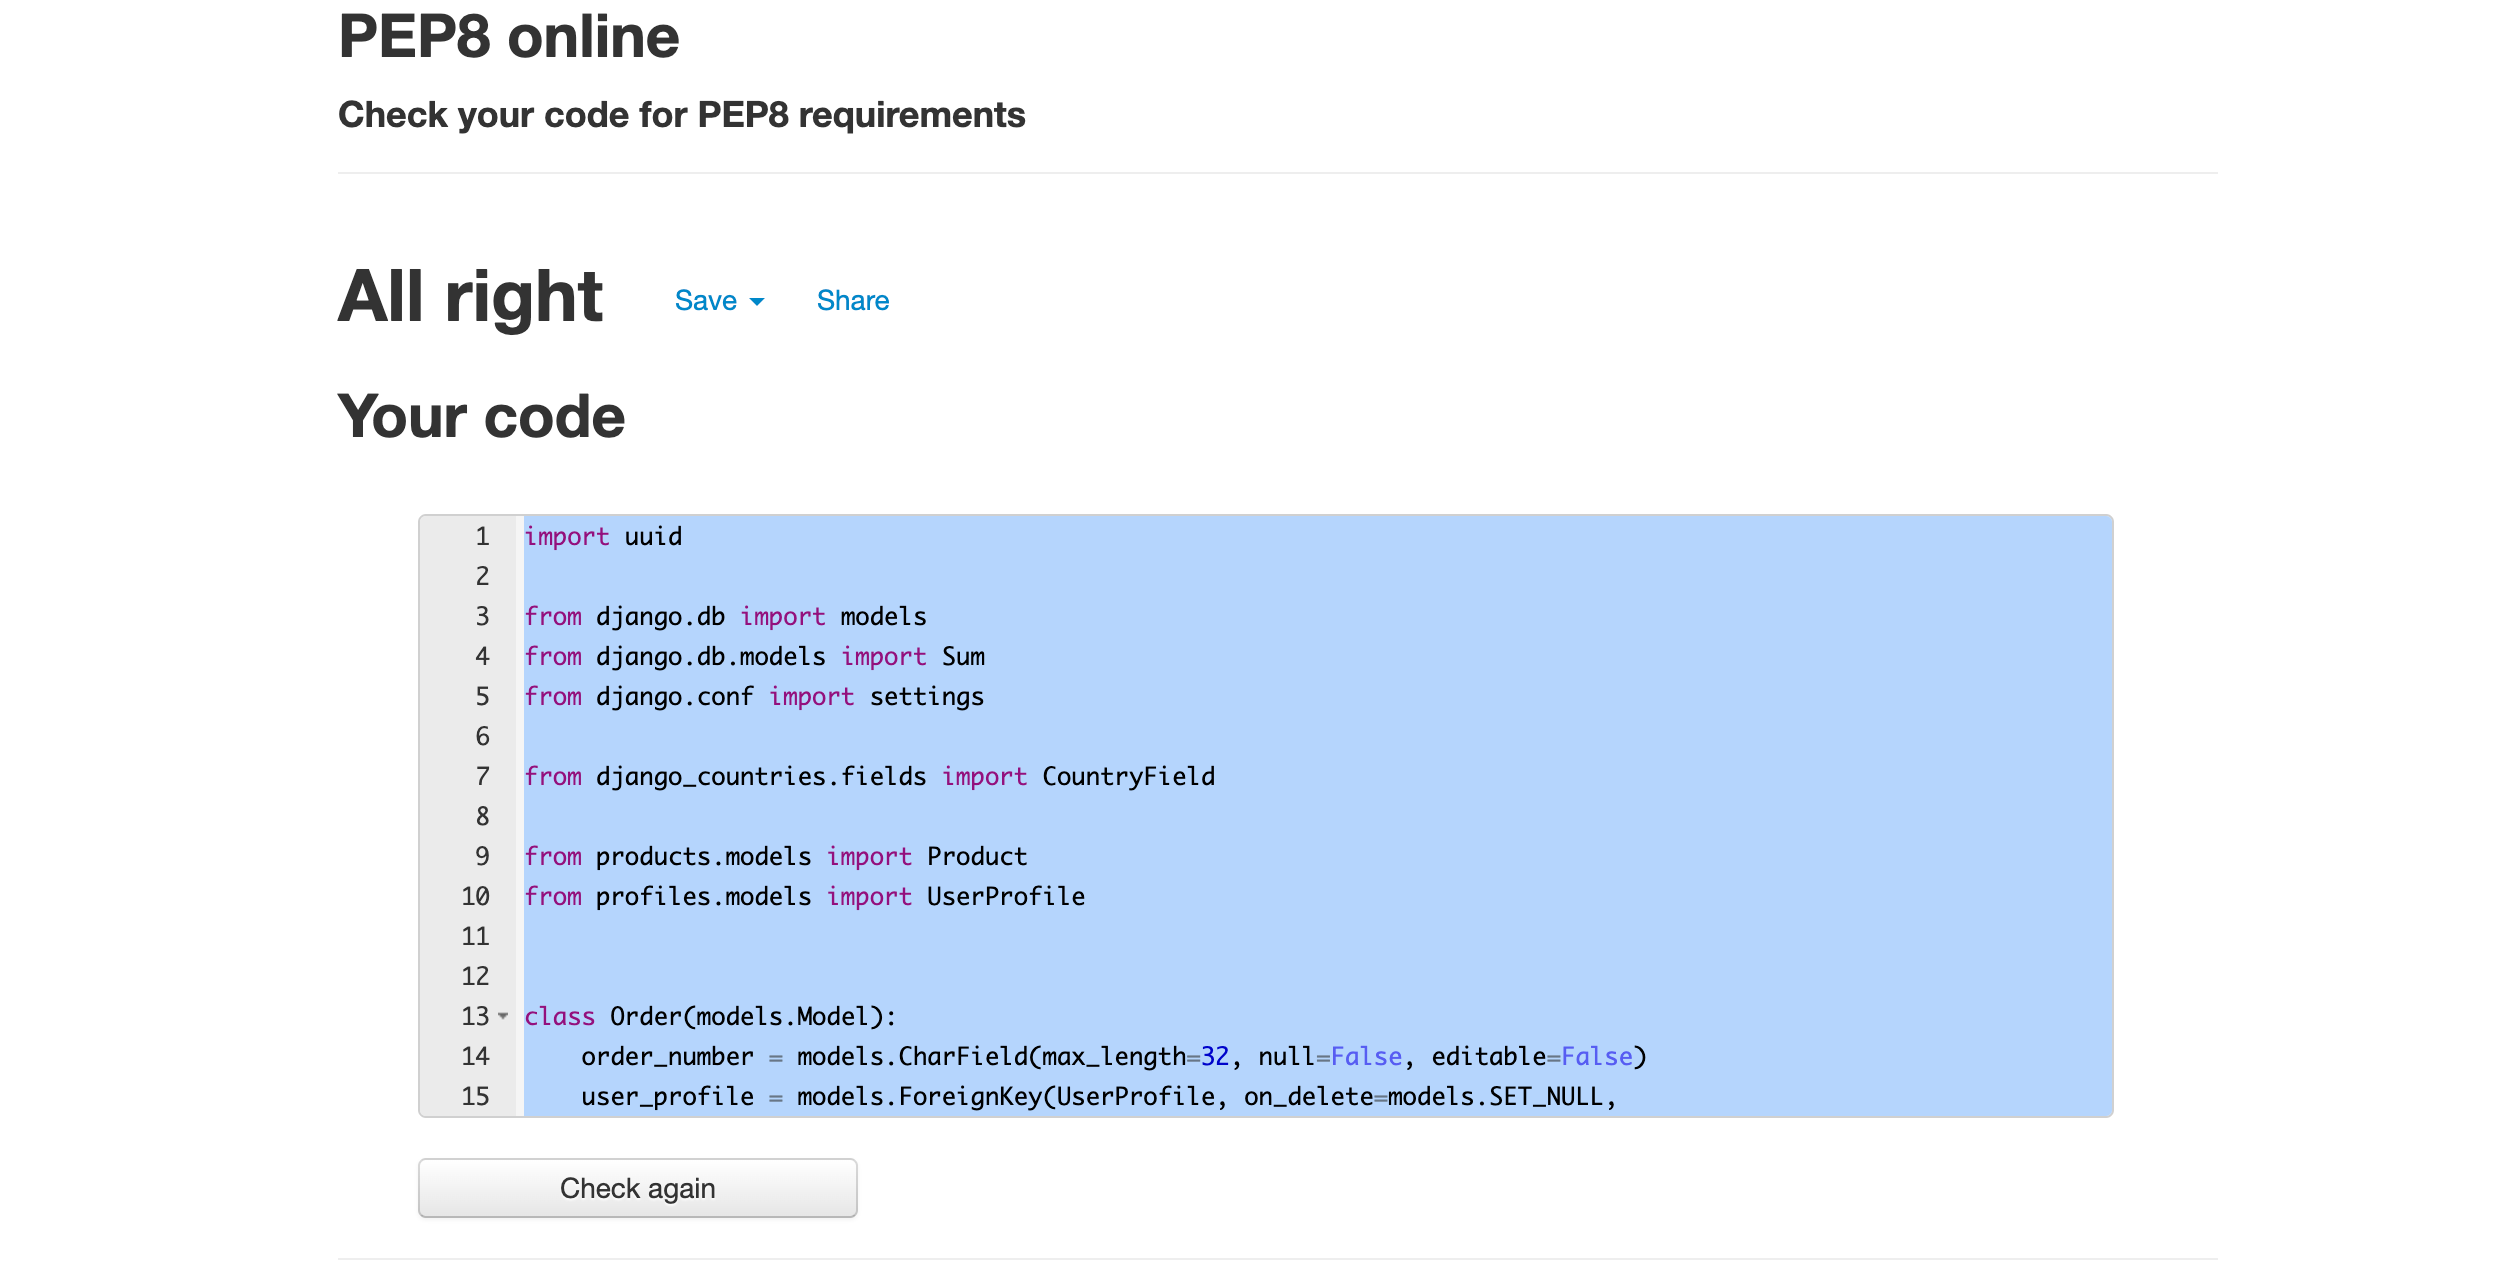 PEP8 online
Check your code for PEP8 requirements
All right Save Share
Your code
1 import uuid
2
3 from django.db import models
4 from django.db.models import Sum
5 from django.conf import settings
6
7 from django_countries.fields import CountryField
8
9 from products.models import Product
10 from profiles.models import UserProfile
11
12
13 class Order(models.Model):
14     order_number = models.CharField(max_length=32, null=False, editable=False)
15     user_profile = models.ForeignKey(UserProfile, on_delete=models.SET_NULL,
Check again